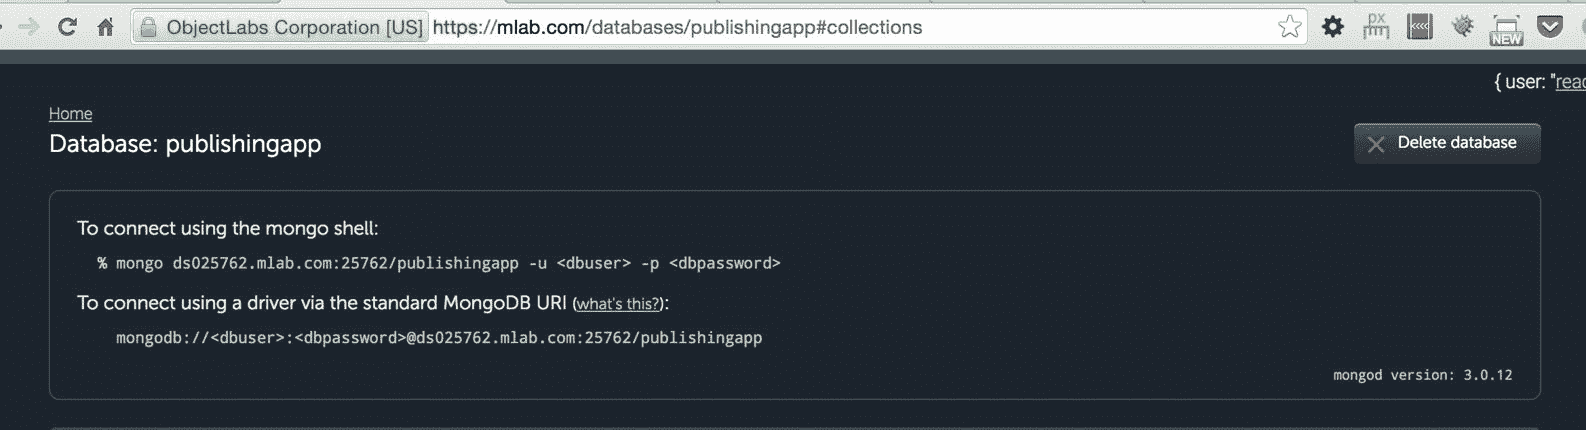 ObjectLabs Corporation [US] https://mlab.com/databases/publishingapp#collections
px
NEW
{ user: "reac
Home
Database: publishingapp
Delete database
To connect using the mongo shell:
% mongo ds025762.mlab.com:25762/publishingapp -u <dbuser> -p <dbpassword>
To connect using a driver via the standard MongoDB URI (what's this?):
mongodb://<dbuser>:<dbpassword>@ds025762.mlab.com:25762/publishingapp
mongod version: 3.0.12